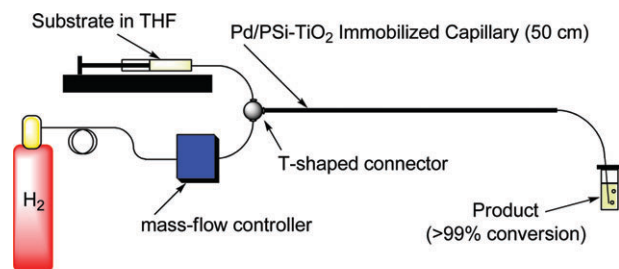 Substrate in THF
Pd/PSi-TiO₂ Immobilized Capillary (50 cm)
T-shaped connector
H₂
mass-flow controller
Product
(>99% conversion)